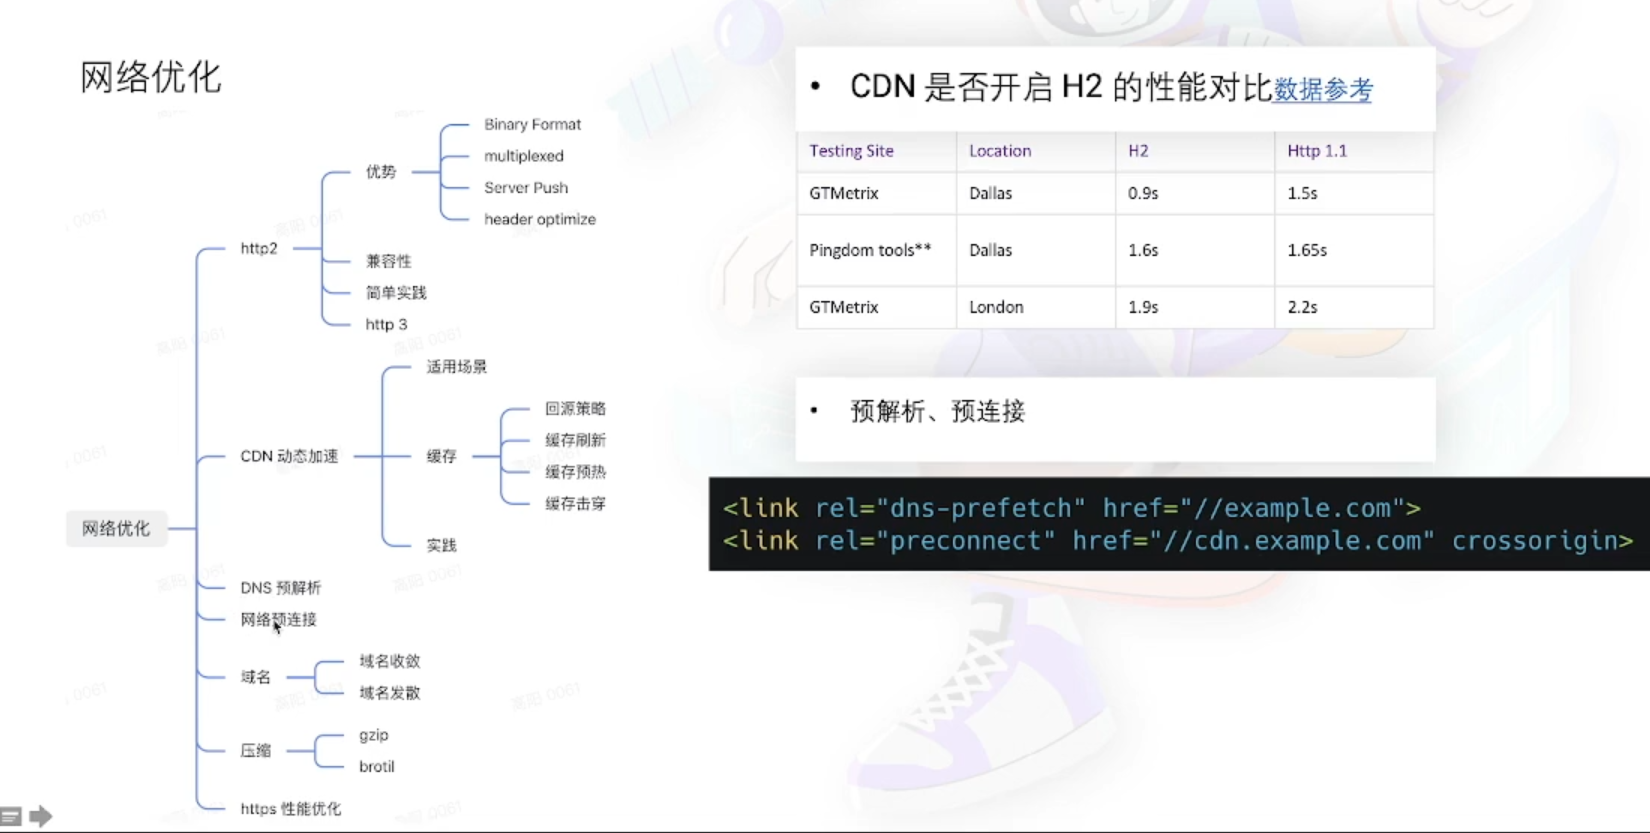 网络优化
Binary Format
multiplexed
Server Push
header optimize
优势
http2
兼容性
简单实践
http 3
适用场景
回源策略
缓存刷新
缓存预热
缓存击穿
缓存
CDN 动态加速
实践
网络优化
DNS 预解析
网络预连接
域名收敛
域名发散
域名
gzip
brotil
压缩
https 性能优化
• CDN 是否开启 H2 的性能对比数据参考
Testing Site Location H2 Http 1.1
GTMetrix Dallas 0.9s 1.5s
Pingdom tools** Dallas 1.6s 1.65s
GTMetrix London 1.9s 2.2s
• 预解析、预连接
<link rel="dns-prefetch" href="//example.com">
<link rel="preconnect" href="//cdn.example.com" crossorigin>